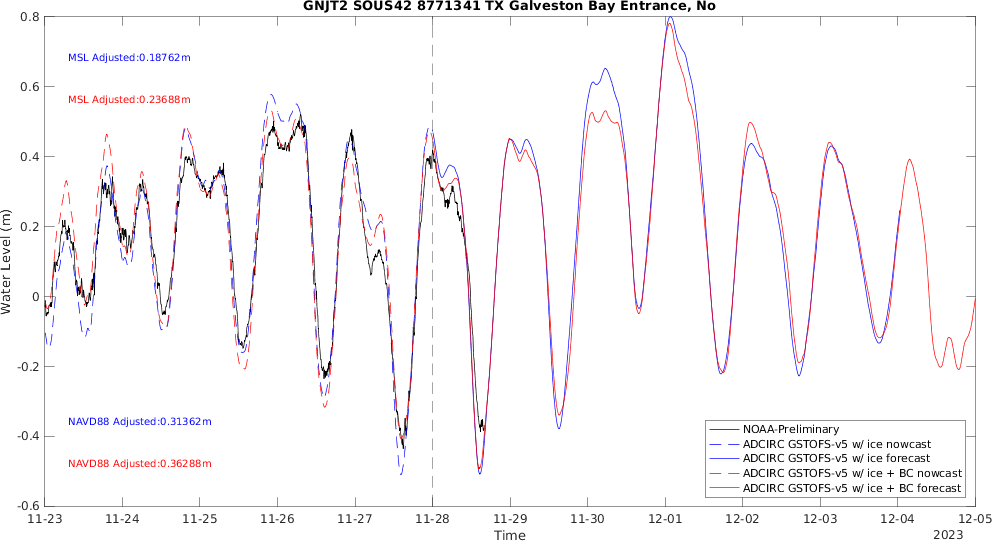 GNJT2 SOUS42 8771341 TX Galveston Bay Entrance, No
MSL Adjusted:0.18762m
MSL Adjusted:0.23688m
NAVD88 Adjusted:0.31362m
NAVD88 Adjusted:0.36288m
Water Level (m)
0.8
0.6
0.4
0.2
0
-0.2
-0.4
-0.6
NOAA-Preliminary
ADCIRC GSTOFS-v5 w/ ice nowcast
ADCIRC GSTOFS-v5 w/ ice forecast
ADCIRC GSTOFS-v5 w/ ice + BC nowcast
ADCIRC GSTOFS-v5 w/ ice + BC forecast
11-23 11-24 11-25 11-26 11-27 11-28 11-29 11-30 12-01 12-02 12-03 12-04 12-05
Time
2023